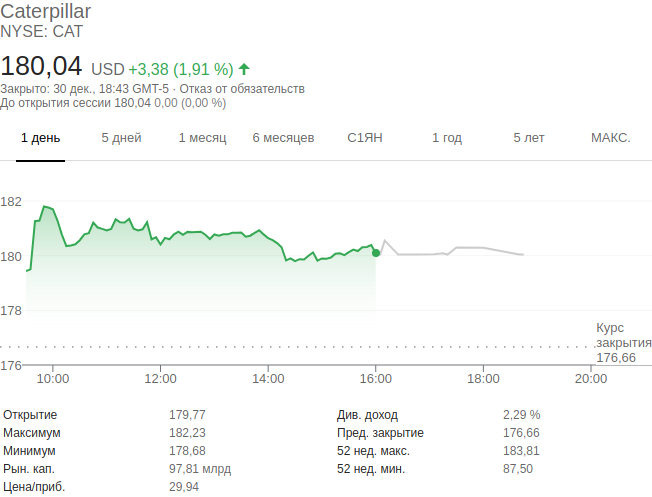 Caterpillar
NYSE: CAT
180,04 USD +3,38 (1,91 %)
Закрыто: 30 дек., 18:43 GMT-5 · Отказ от обязательств
До открытия сессии 180,04 0,00 (0,00 %)
1 день 5 дней 1 месяц 6 месяцев С1ЯН 1 год 5 лет МАКС.
182
180
178
Курс
закрытия
176,66
176
10:00 12:00 14:00 16:00 18:00 20:00
Открытие 179,77 Див. доход 2,29 %
Максимум 182,23 Пред. закрытие 176,66
Минимум 178,68 52 нед. макс. 183,81
Рын. кап. 97,81 млрд 52 нед. мин. 87,50
Цена/приб. 29,94